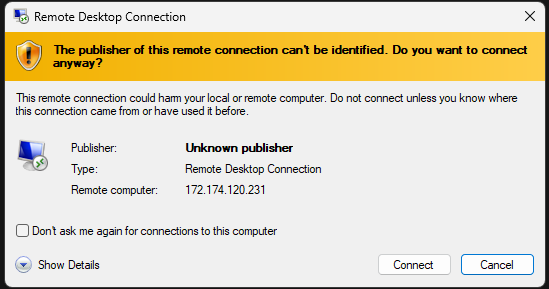 Remote Desktop Connection
The publisher of this remote connection can't be identified. Do you want to connect
anyway?
This remote connection could harm your local or remote computer. Do not connect unless you know where
this connection came from or have used it before.
Publisher: Unknown publisher
Type: Remote Desktop Connection
Remote computer: 172.174.120.231
Don't ask me again for connections to this computer
Show Details Connect Cancel